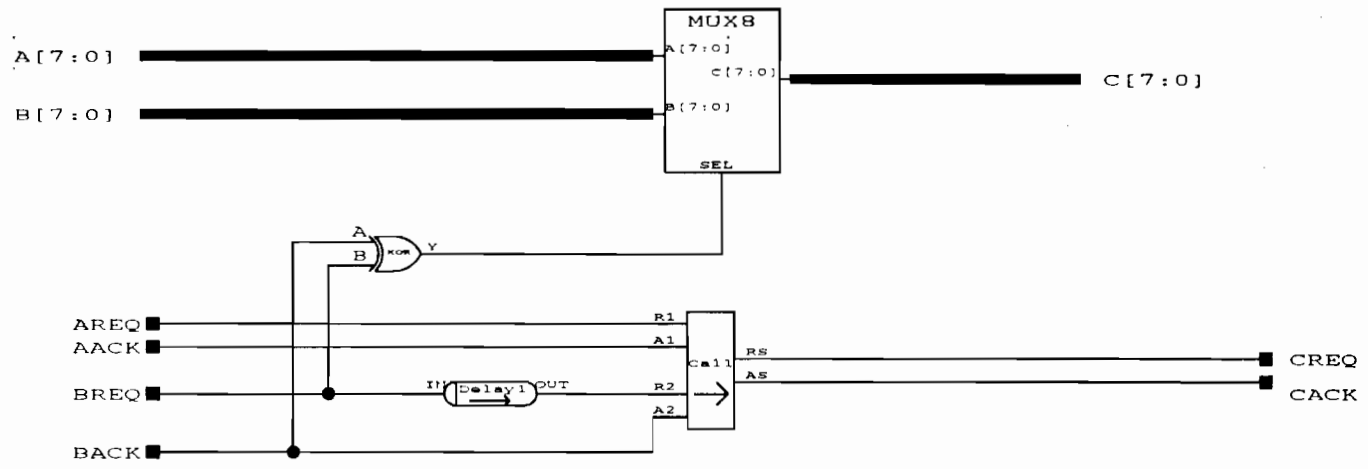 MUX8
A[7:0]
A[7:0]
C[7:0]
C[7:0]
B[7:0]
B[7:0]
SEL
A
XOR
Y
B
AREQ
R1
AACK
A1
Call
RS
CREQ
AS
BREQ
IN
Delay1
OUT
R2
CACK
A2
BACK